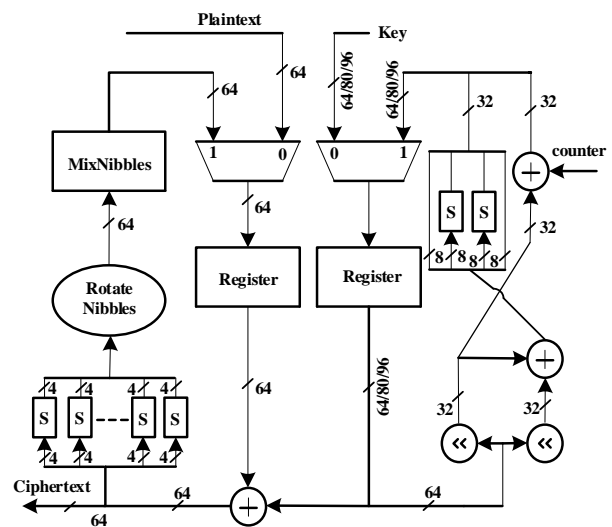 Plaintext
Key
64
64
64/80/96
64/80/96
32
32
MixNibbles
1 0
0 1
counter
+
S S
64
64
32
8 8 8 8
Register
Register
Rotate
Nibbles
+
64
64/80/96
4 4 4 4
32
32
S S S S
4 4 4 4
<< <<
Ciphertext
64
64
+
64